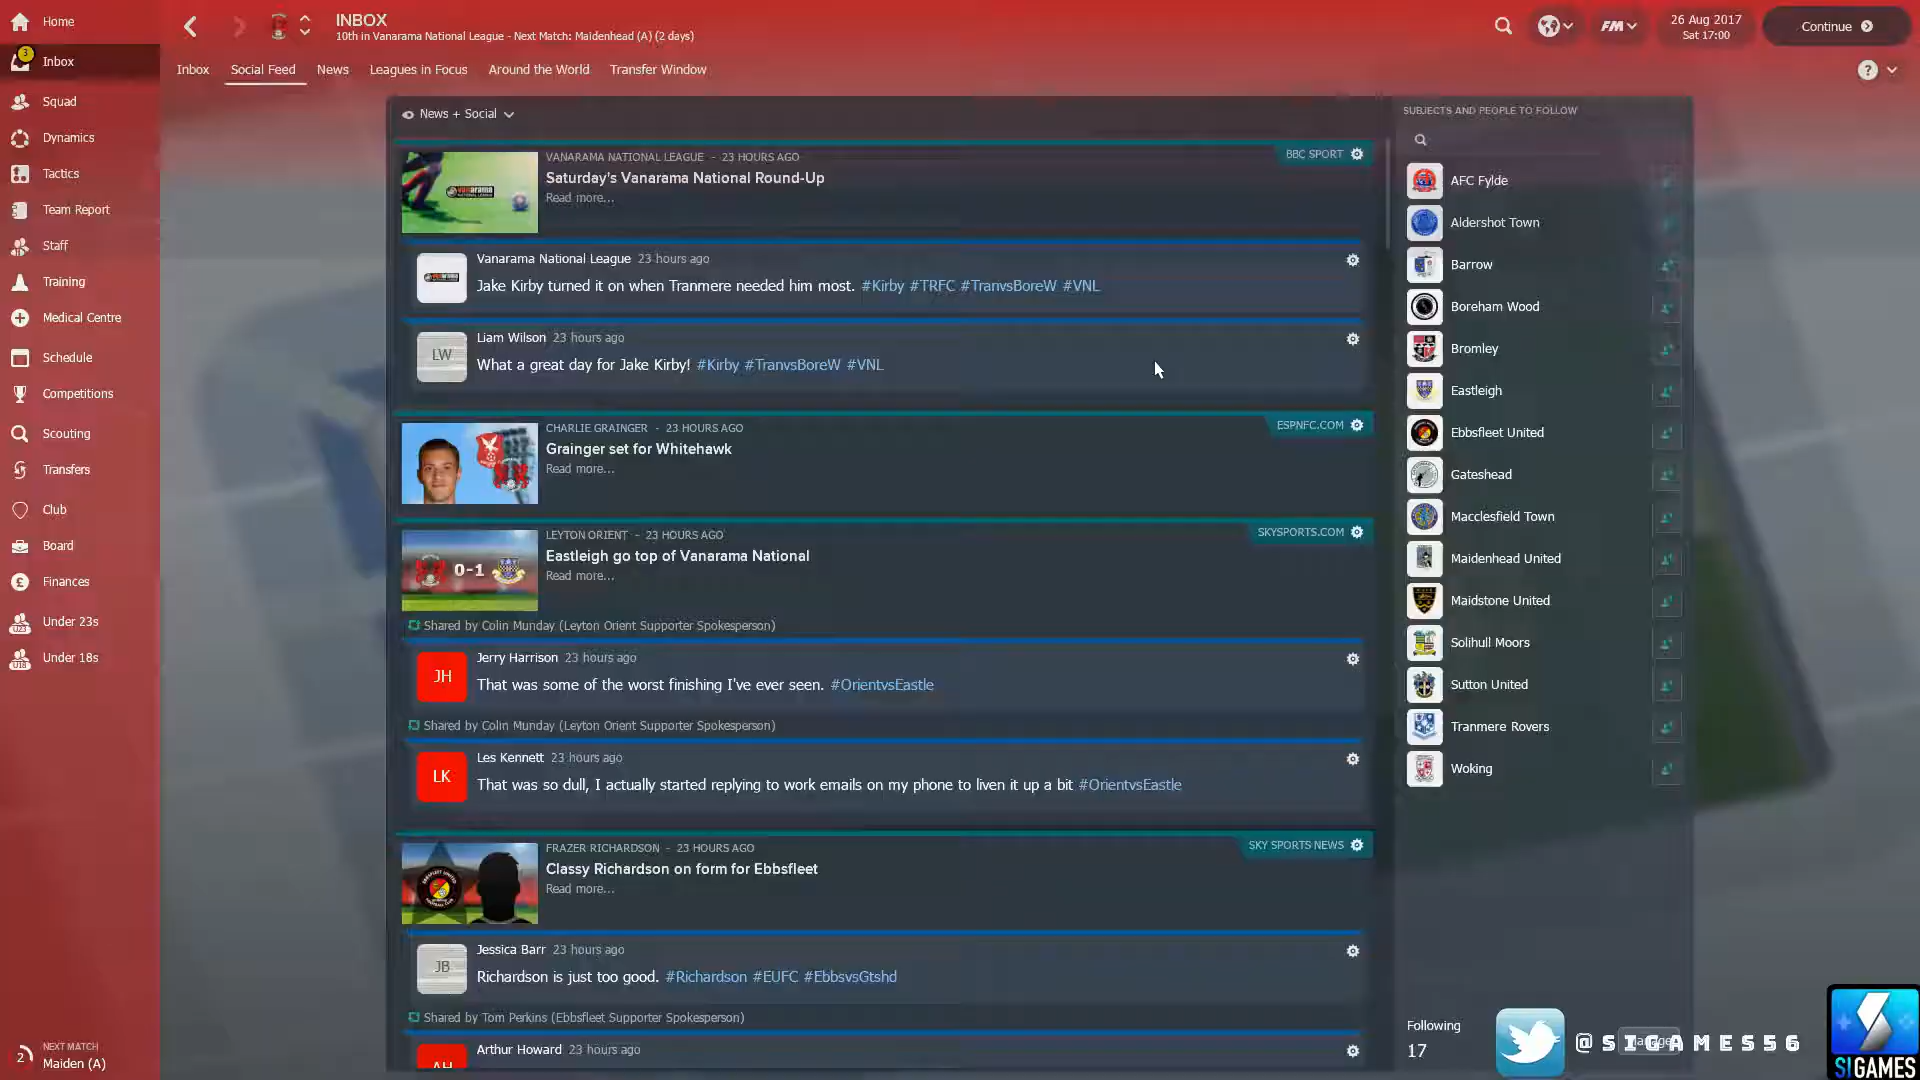 Home
3
Inbox
Squad
Dynamics
Tactics
Team Report
Staff
Training
Medical Centre
Schedule
Competitions
Scouting
Transfers
Club
Board
Finances
U23
Under 23s
U18
Under 18s
2
NEXT MATCH
Maiden (A)
INBOX
10th in Vanarama National League - Next Match: Maidenhead (A) (2 days)
FM
26 Aug 2017
Sat 17:00
Continue
Inbox
Social Feed
News
Leagues in Focus
Around the World
Transfer Window
?
News + Social
VANARAMA NATIONAL LEAGUE - 23 HOURS AGO
BBC SPORT
Saturday's Vanarama National Round-Up
Read more...
Vanarama National League 23 hours ago
Jake Kirby turned it on when Tranmere needed him most. #Kirby #TRFC #TranvsBoreW #VNL
LW
Liam Wilson 23 hours ago
What a great day for Jake Kirby! #Kirby #TranvsBoreW #VNL
CHARLIE GRAINGER - 23 HOURS AGO
ESPNFC.COM
Grainger set for Whitehawk
Read more...
LEYTON ORIENT - 23 HOURS AGO
SKYSPORTS.COM
Eastleigh go top of Vanarama National
0-1
Read more...
Shared by Colin Munday (Leyton Orient Supporter Spokesperson)
JH
Jerry Harrison 23 hours ago
That was some of the worst finishing I've ever seen. #OrientvsEastle
Shared by Colin Munday (Leyton Orient Supporter Spokesperson)
LK
Les Kennett 23 hours ago
That was so dull, I actually started replying to work emails on my phone to liven it up a bit #OrientvsEastle
FRAZER RICHARDSON - 23 HOURS AGO
SKY SPORTS NEWS
Classy Richardson on form for Ebbsfleet
Read more...
JB
Jessica Barr 23 hours ago
Richardson is just too good. #Richardson #EUFC #EbbsvsGtshd
Shared by Tom Perkins (Ebbsfleet Supporter Spokesperson)
AH
Arthur Howard 23 hours ago
SUBJECTS AND PEOPLE TO FOLLOW
AFC Fylde
Aldershot Town
Barrow
Boreham Wood
Bromley
Eastleigh
Ebbsfleet United
Gateshead
Macclesfield Town
Maidenhead United
Maidstone United
Solihull Moors
Sutton United
Tranmere Rovers
Woking
Following
17
@SIGAMES56
SIGAMES